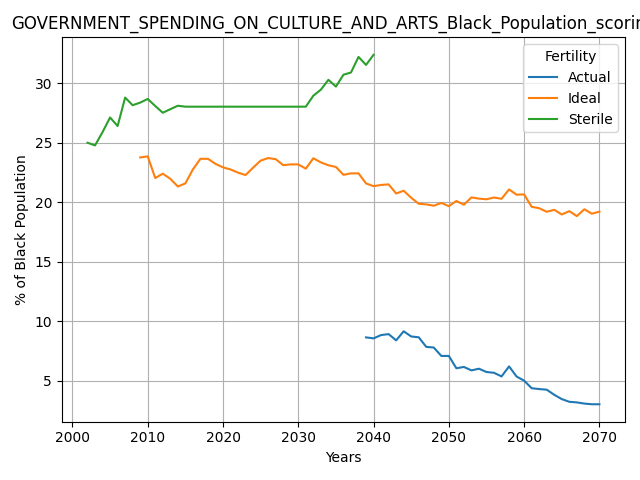 GOVERNMENT_SPENDING_ON_CULTURE_AND_ARTS_Black_Population_scorin
Fertility
Actual
Ideal
Sterile
% of Black Population
30
25
20
15
10
5
2000 2010 2020 2030 2040 2050 2060 2070
Years